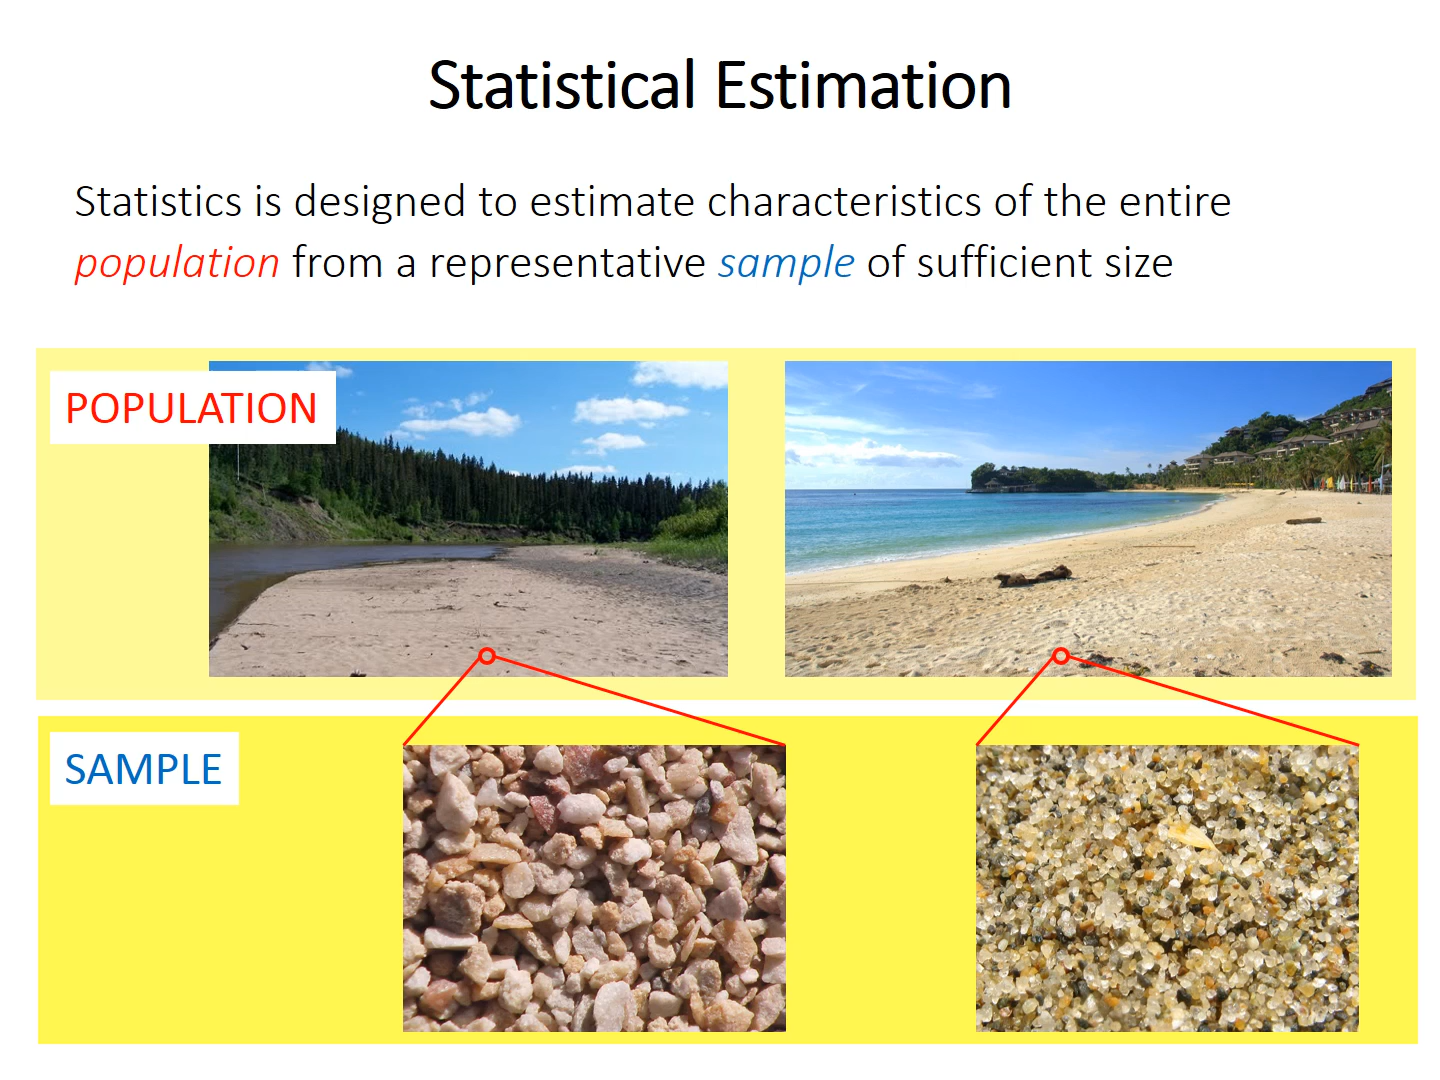 Statistical Estimation
Statistics is designed to estimate characteristics of the entire
population from a representative sample of sufficient size
POPULATION
SAMPLE